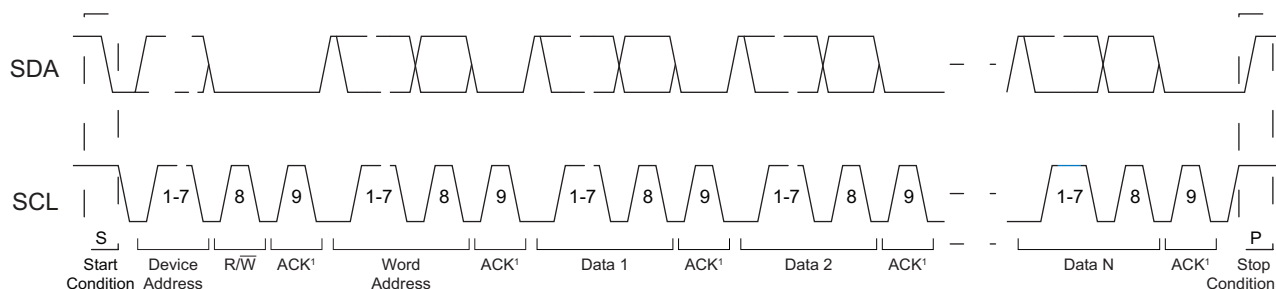 SDA
SCL
1-7 8 9 1-7 8 9 1-7 8 9 1-7 8 9 1-7 8 9
S P
Start Device R/W̅ ACK¹ Word ACK¹ Data 1 ACK¹ Data 2 ACK¹ Data N ACK¹ Stop
Condition Address Address Condition